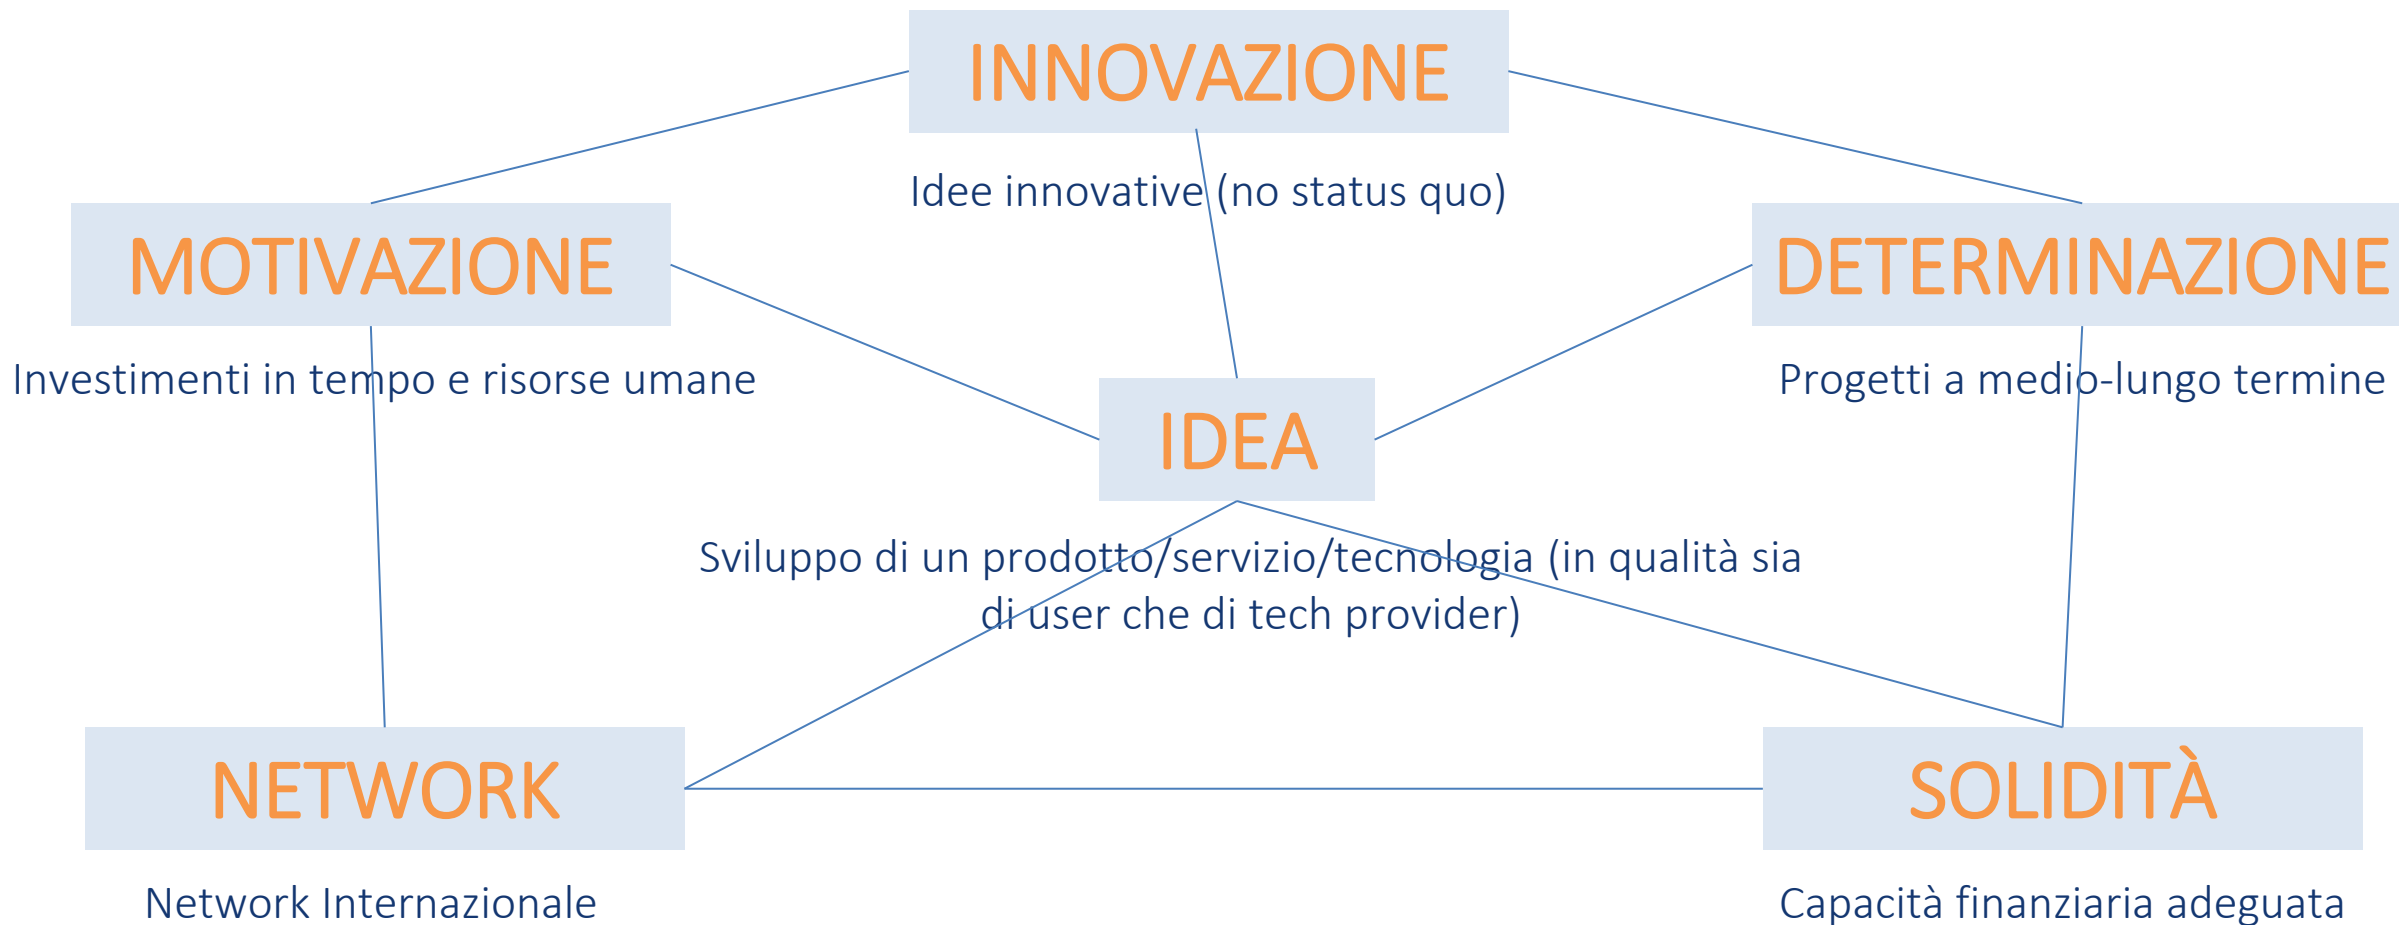 INNOVAZIONE
Idee innovative (no status quo)
MOTIVAZIONE
Investimenti in tempo e risorse umane
DETERMINAZIONE
Progetti a medio-lungo termine
IDEA
Sviluppo di un prodotto/servizio/tecnologia (in qualità sia
di user che di tech provider)
NETWORK
Network Internazionale
SOLIDITÀ
Capacità finanziaria adeguata